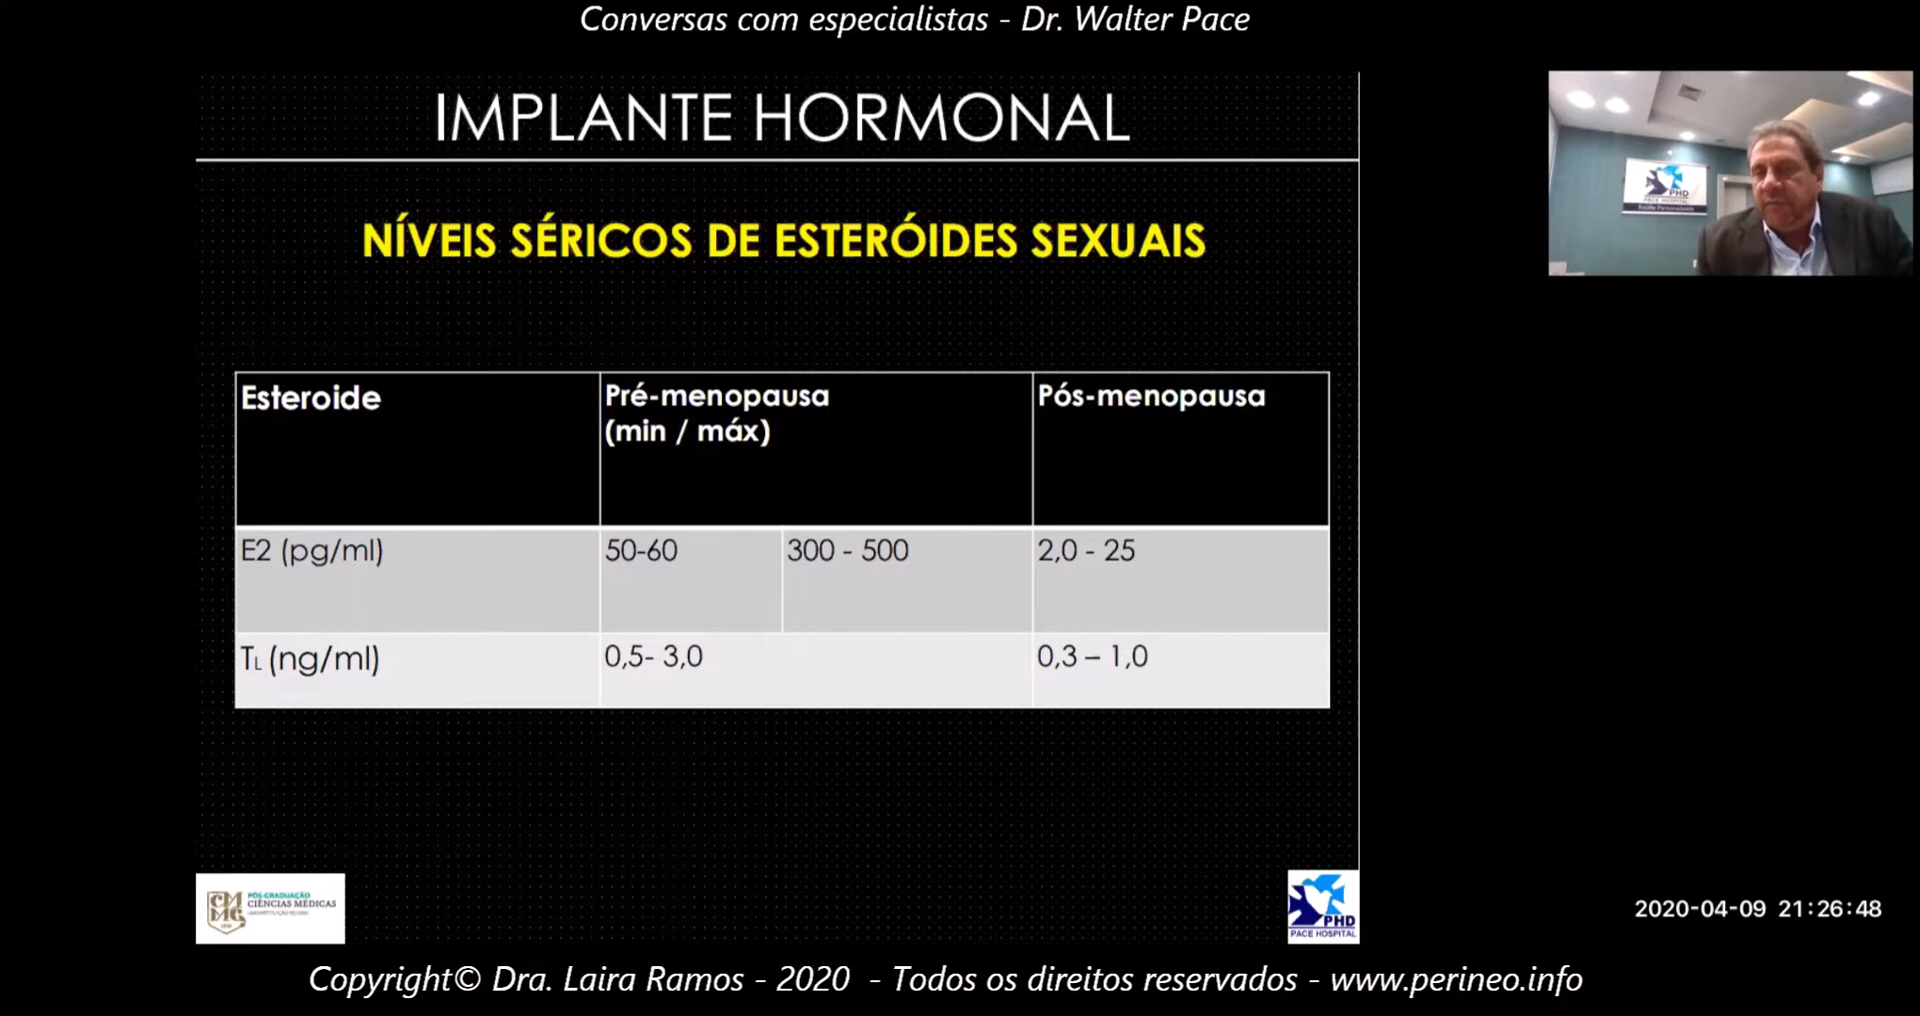 Conversas com especialistas - Dr. Walter Pace
IMPLANTE HORMONAL
NÍVEIS SÉRICOS DE ESTERÓIDES SEXUAIS
Esteroide
Pré-menopausa
(min / máx)
Pós-menopausa
E2 (pg/ml)
50-60
300 - 500
2,0 - 25
TL (ng/ml)
0,5- 3,0
0,3 – 1,0
PHD
PACE HOSPITAL
PÓS-GRADUAÇÃO
CIÊNCIAS MÉDICAS
PHD
PACE HOSPITAL
2020-04-09 21:26:48
Copyright© Dra. Laira Ramos - 2020 - Todos os direitos reservados - www.perineo.info